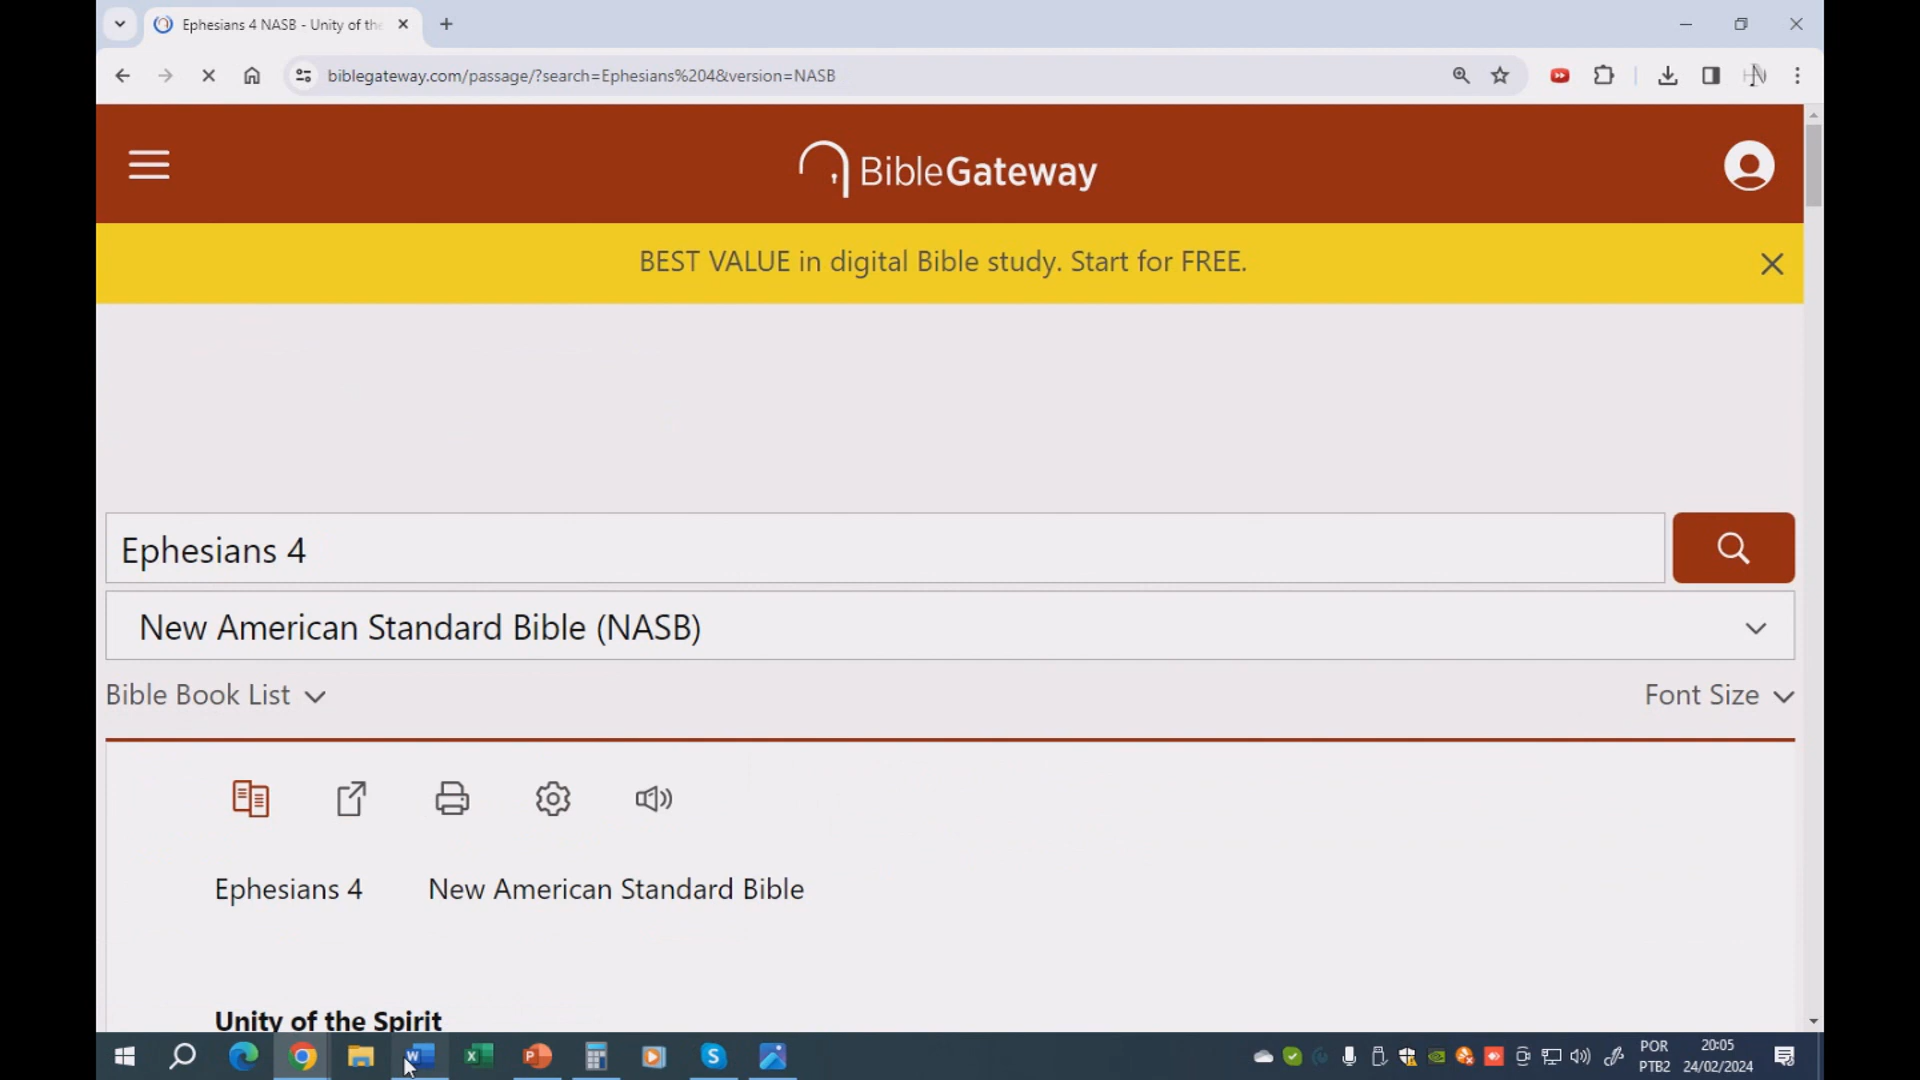 Ephesians 4 NASB - Unity of the
biblegateway.com/passage/?search=Ephesians%204&version=NASB
BibleGateway
BEST VALUE in digital Bible study. Start for FREE.
Ephesians 4
New American Standard Bible (NASB)
Bible Book List
Font Size
Ephesians 4 New American Standard Bible
Unity of the Spirit
POR
PTB2
20:05
24/02/2024